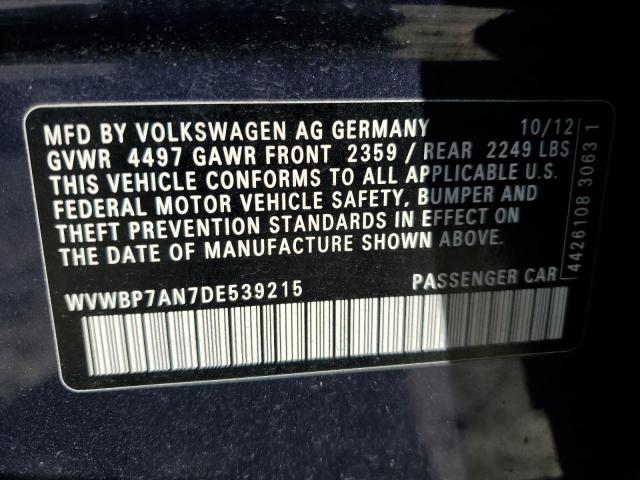 MFD BY VOLKSWAGEN AG GERMANY 10/12
GVWR 4497 GAWR FRONT 2359 / REAR 2249 LBS
THIS VEHICLE CONFORMS TO ALL APPLICABLE U.S.
FEDERAL MOTOR VEHICLE SAFETY, BUMPER AND
THEFT PREVENTION STANDARDS IN EFFECT ON
THE DATE OF MANUFACTURE SHOWN ABOVE.
WVWBP7AN7DE539215 PASSENGER CAR
4426108 3063 1